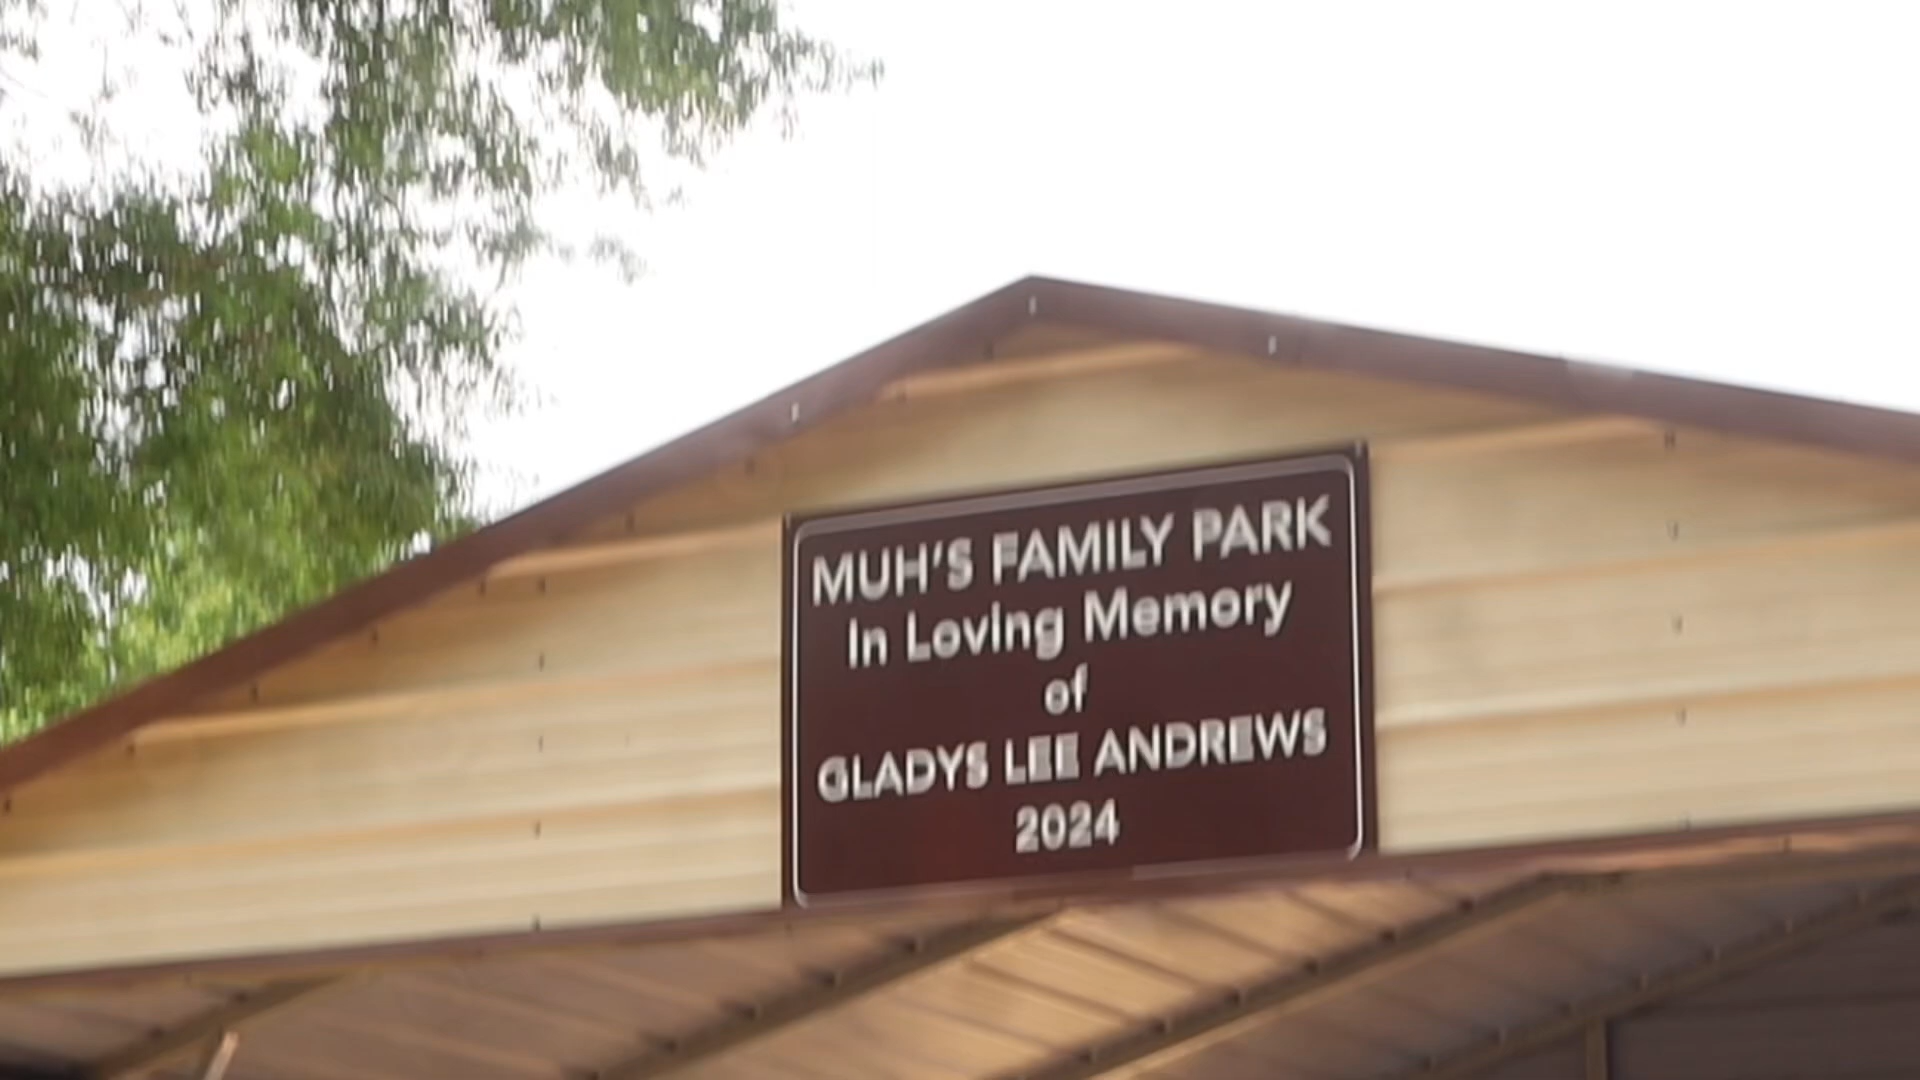 MUH'S FAMILY PARK
In Loving Memory
of
GLADYS LEE ANDREWS
2024